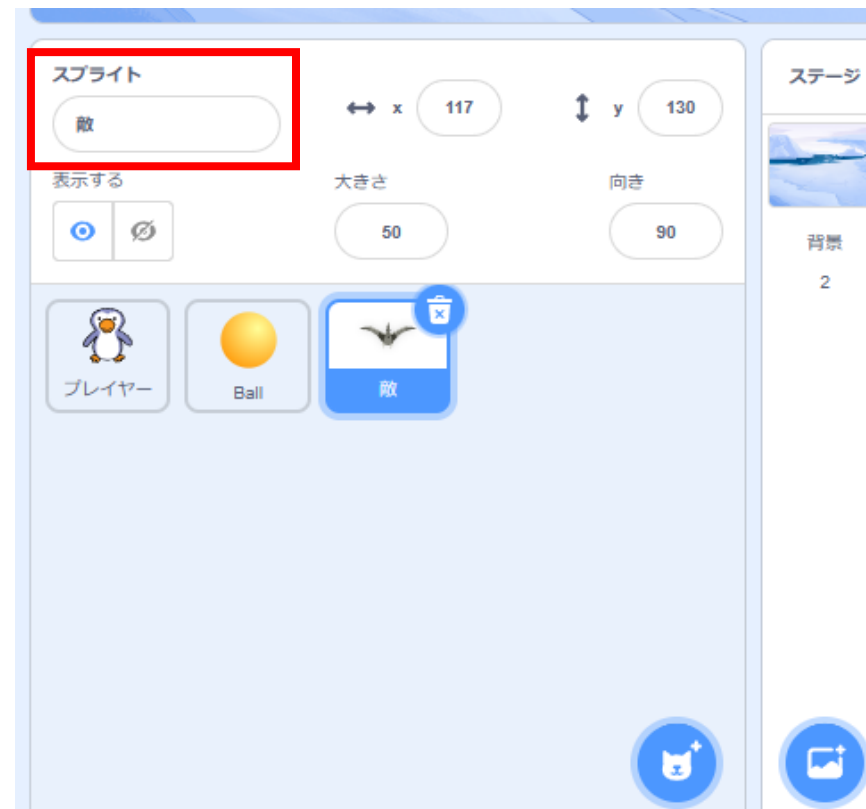 スプライト
敵
x 117
y 130
表示する
大きさ
向き
50
90
プレイヤー
Ball
敵
ステージ
背景
2